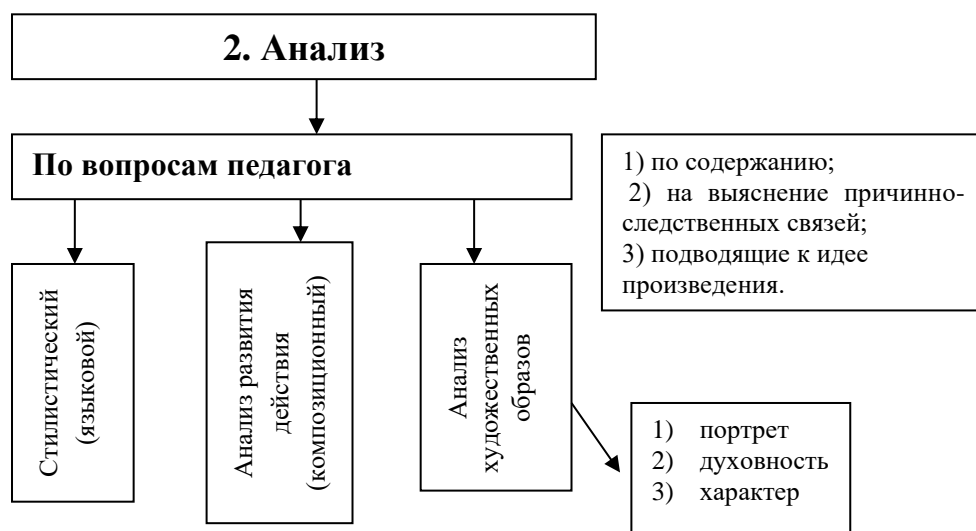 2. Анализ
По вопросам педагога
1) по содержанию;
2) на выяснение причинно-
следственных связей;
3) подводящие к идее
произведения.
Стилистический
(языковой)
Анализ развития
действия
(композиционный)
Анализ
художественных
образов
1) портрет
2) духовность
3) характер